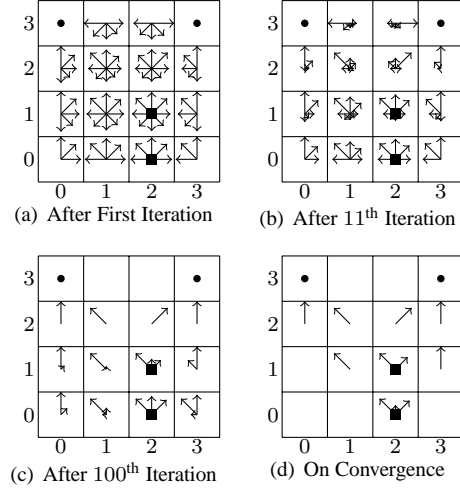 3
2
1
0
0 1 2 3
(a) After First Iteration
3
2
1
0
0 1 2 3
(b) After 11th Iteration
3
2
1
0
0 1 2 3
(c) After 100th Iteration
3
2
1
0
0 1 2 3
(d) On Convergence